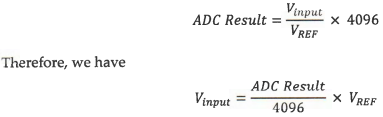 ADC Result = V_input / V_REF × 4096
Therefore, we have
V_input = ADC Result / 4096 × V_REF